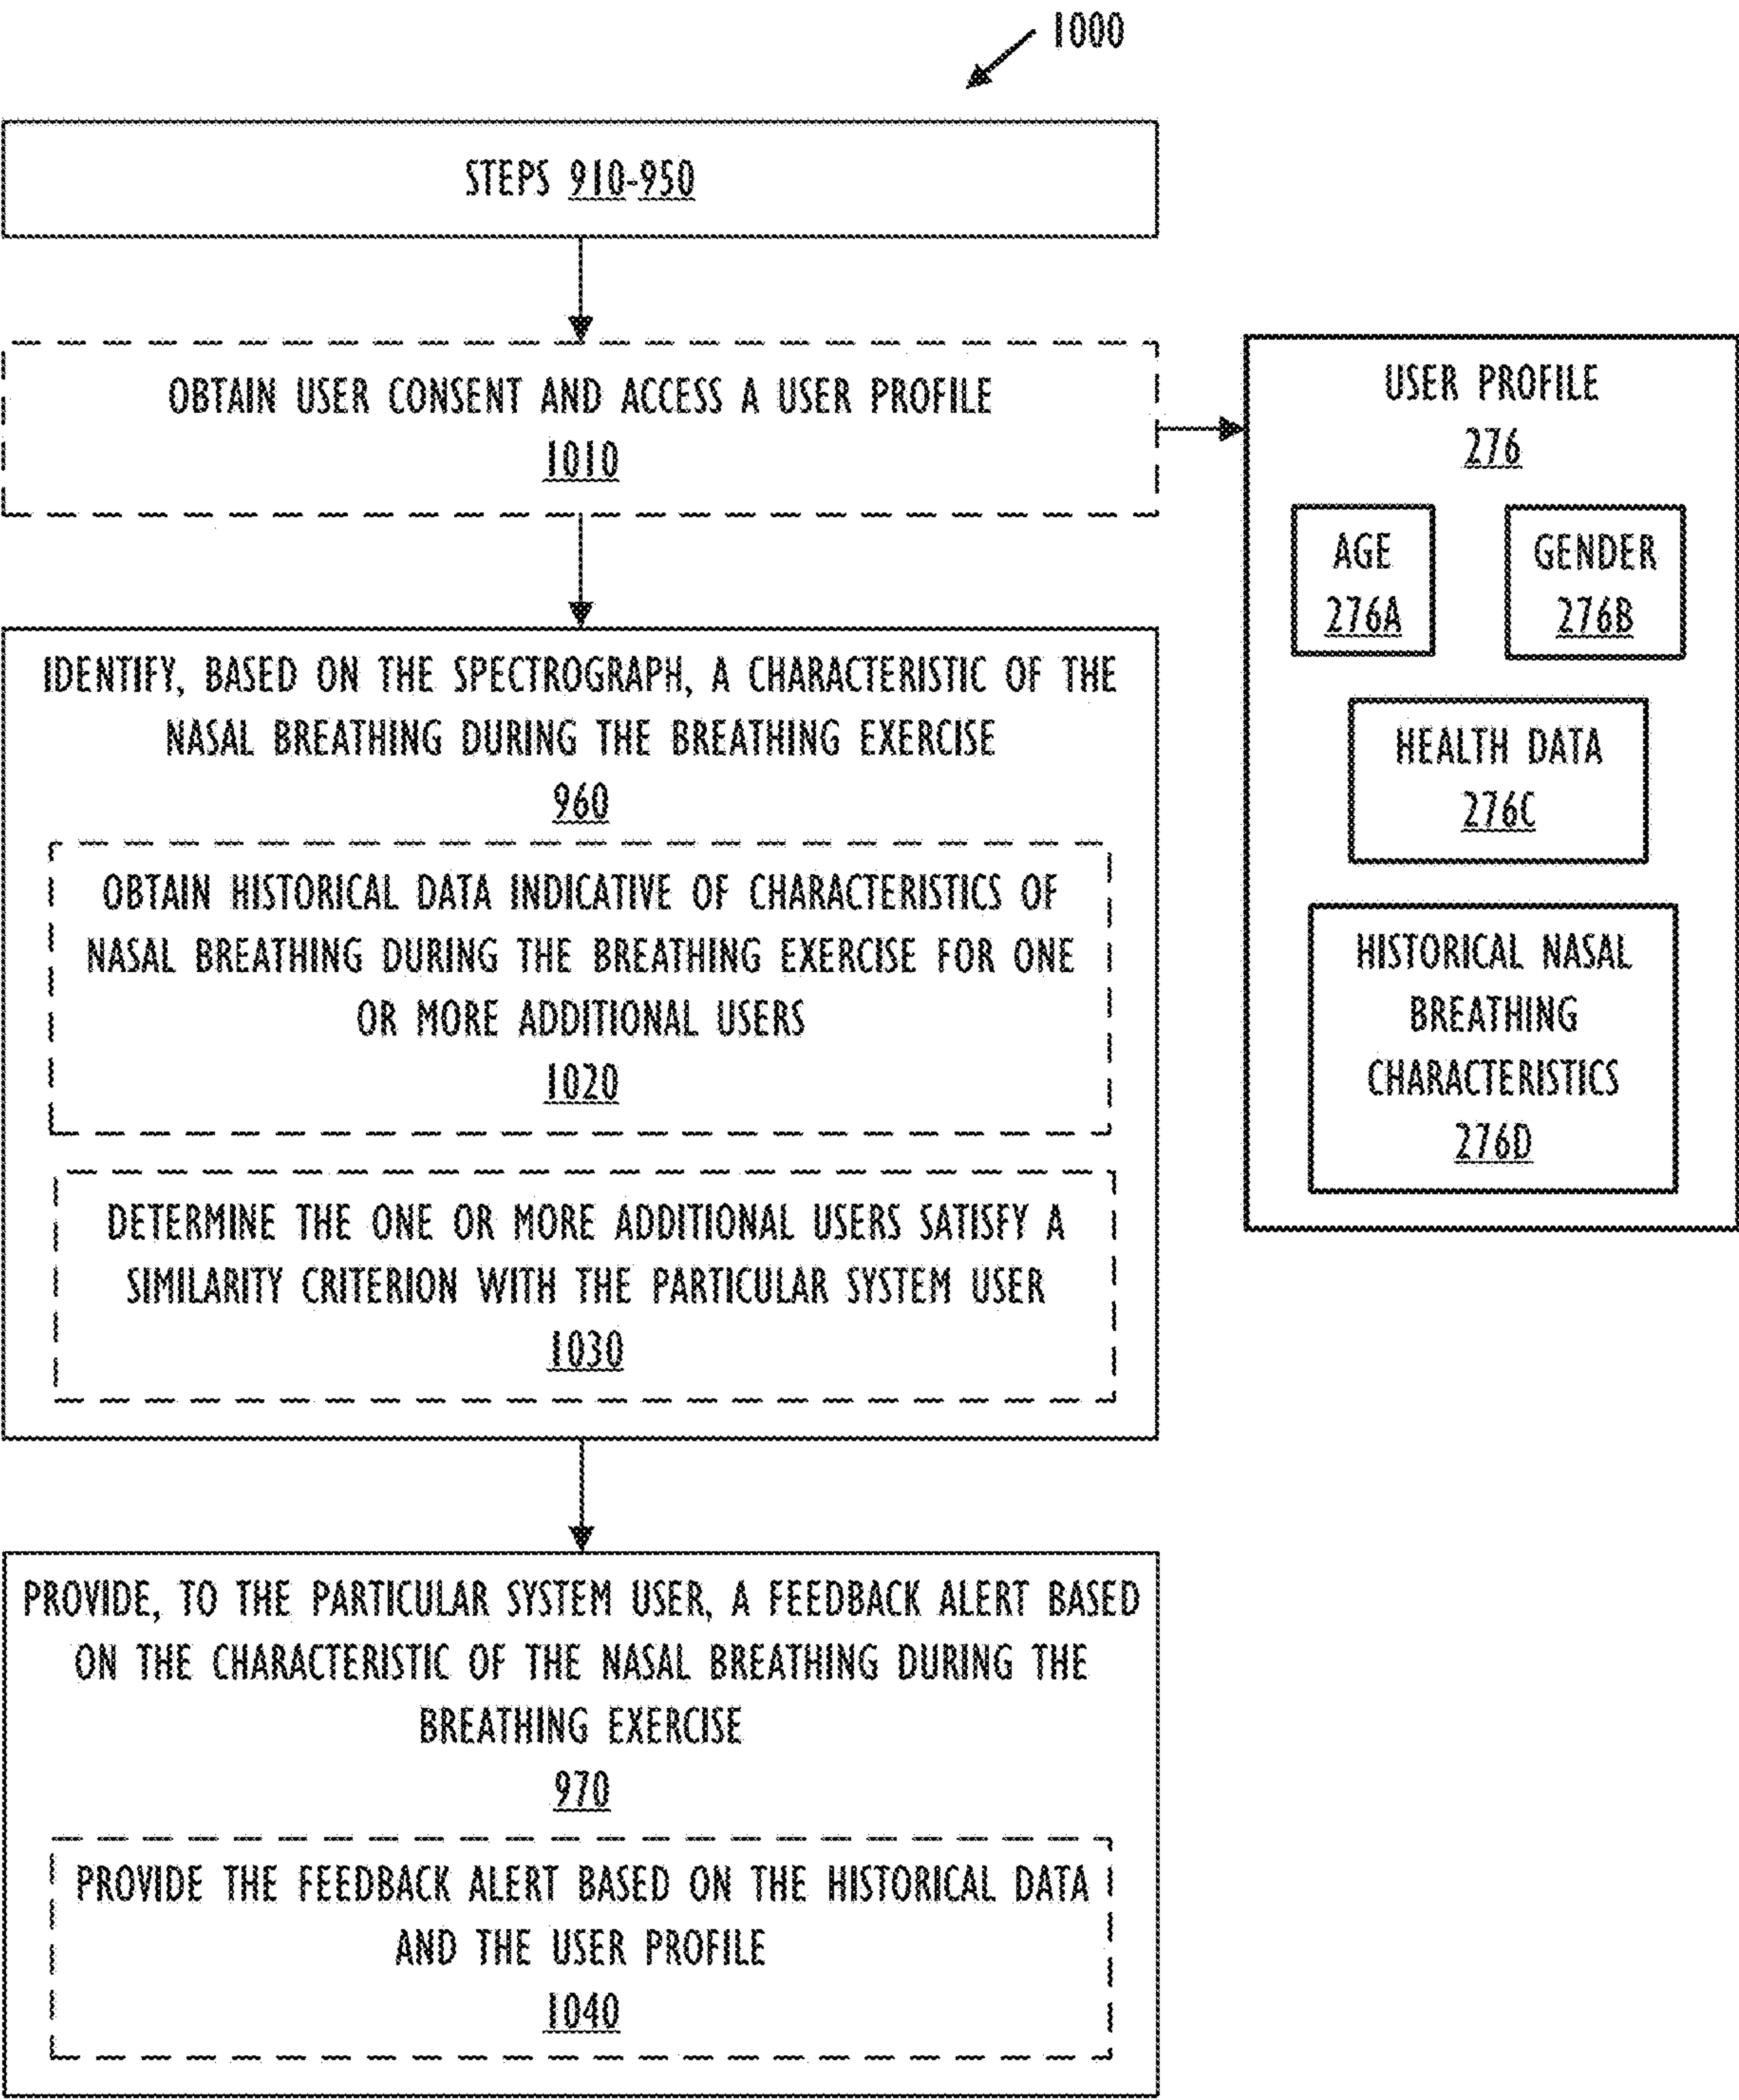 1000
STEPS 910-950
OBTAIN USER CONSENT AND ACCESS A USER PROFILE
1010
IDENTIFY, BASED ON THE SPECTROGRAPH, A CHARACTERISTIC OF THE
NASAL BREATHING DURING THE BREATHING EXERCISE
960
OBTAIN HISTORICAL DATA INDICATIVE OF CHARACTERISTICS OF
NASAL BREATHING DURING THE BREATHING EXERCISE FOR ONE
OR MORE ADDITIONAL USERS
1020
DETERMINE THE ONE OR MORE ADDITIONAL USERS SATISFY A
SIMILARITY CRITERION WITH THE PARTICULAR SYSTEM USER
1030
PROVIDE, TO THE PARTICULAR SYSTEM USER, A FEEDBACK ALERT BASED
ON THE CHARACTERISTIC OF THE NASAL BREATHING DURING THE
BREATHING EXERCISE
970
PROVIDE THE FEEDBACK ALERT BASED ON THE HISTORICAL DATA
AND THE USER PROFILE
1040
USER PROFILE
276
AGE
276A
GENDER
276B
HEALTH DATA
276C
HISTORICAL NASAL
BREATHING
CHARACTERISTICS
276D